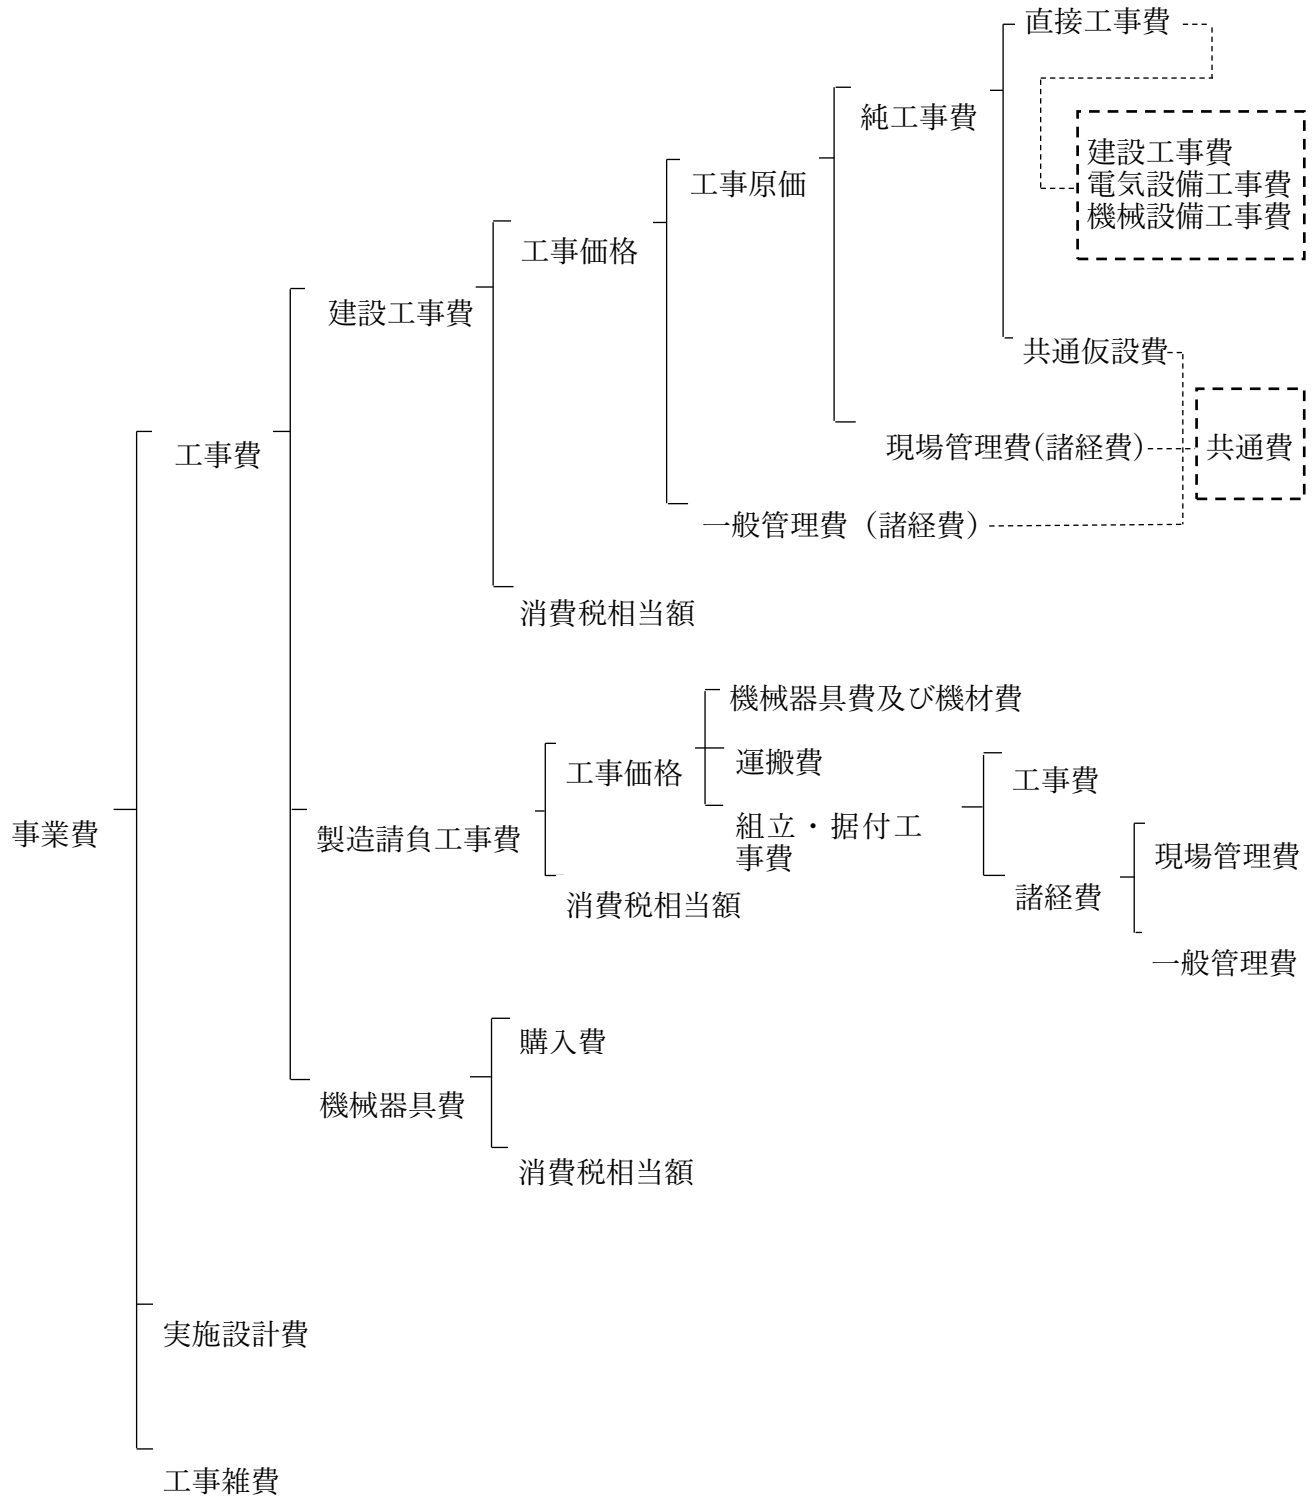 直接工事費
純工事費
建設工事費
電気設備工事費
機械設備工事費
工事原価
工事価格
建設工事費
共通仮設費
工事費
現場管理費(諸経費)
共通費
一般管理費（諸経費）
消費税相当額
機械器具費及び機材費
運搬費
工事価格
工事費
組立・据付工
事費
事業費
製造請負工事費
現場管理費
諸経費
消費税相当額
一般管理費
購入費
機械器具費
消費税相当額
実施設計費
工事雑費